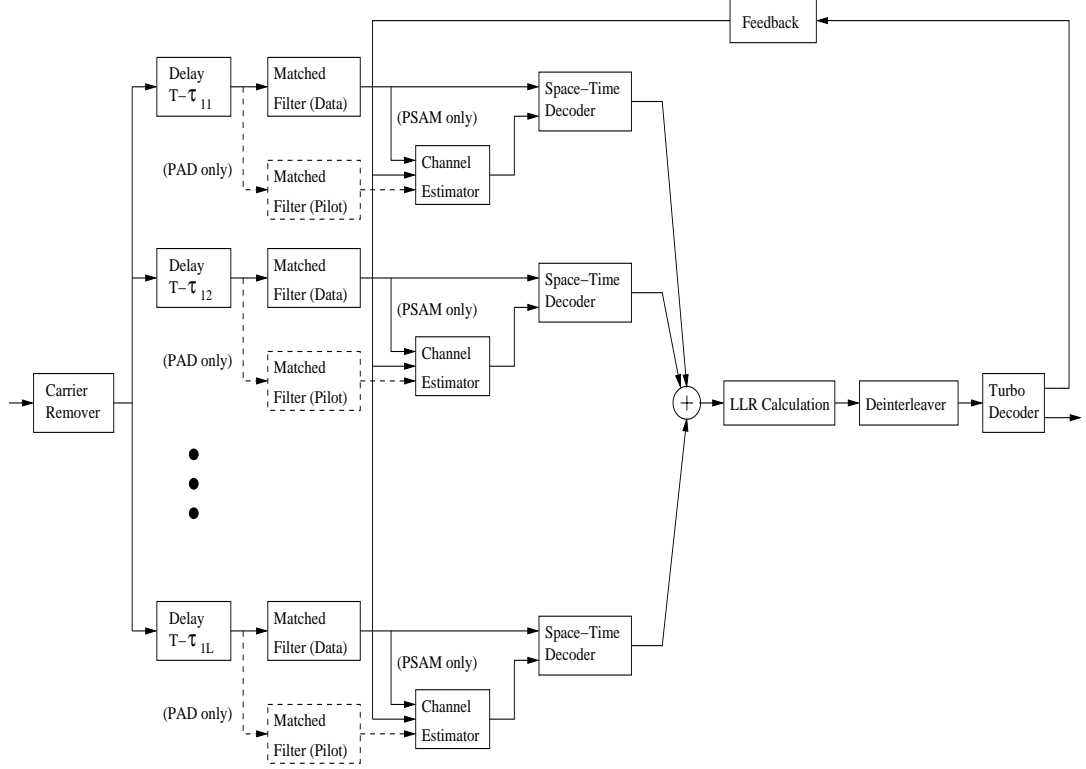 Feedback
Delay
T−τ 11
Matched
Filter (Data)
Space−Time
Decoder
(PSAM only)
(PAD only)
Matched
Filter (Pilot)
Channel
Estimator
Delay
T−τ 12
Matched
Filter (Data)
Space−Time
Decoder
(PSAM only)
(PAD only)
Matched
Filter (Pilot)
Channel
Estimator
Carrier
Remover
+
LLR Calculation
Deinterleaver
Turbo
Decoder
Delay
T−τ 1L
Matched
Filter (Data)
Space−Time
Decoder
(PSAM only)
(PAD only)
Matched
Filter (Pilot)
Channel
Estimator